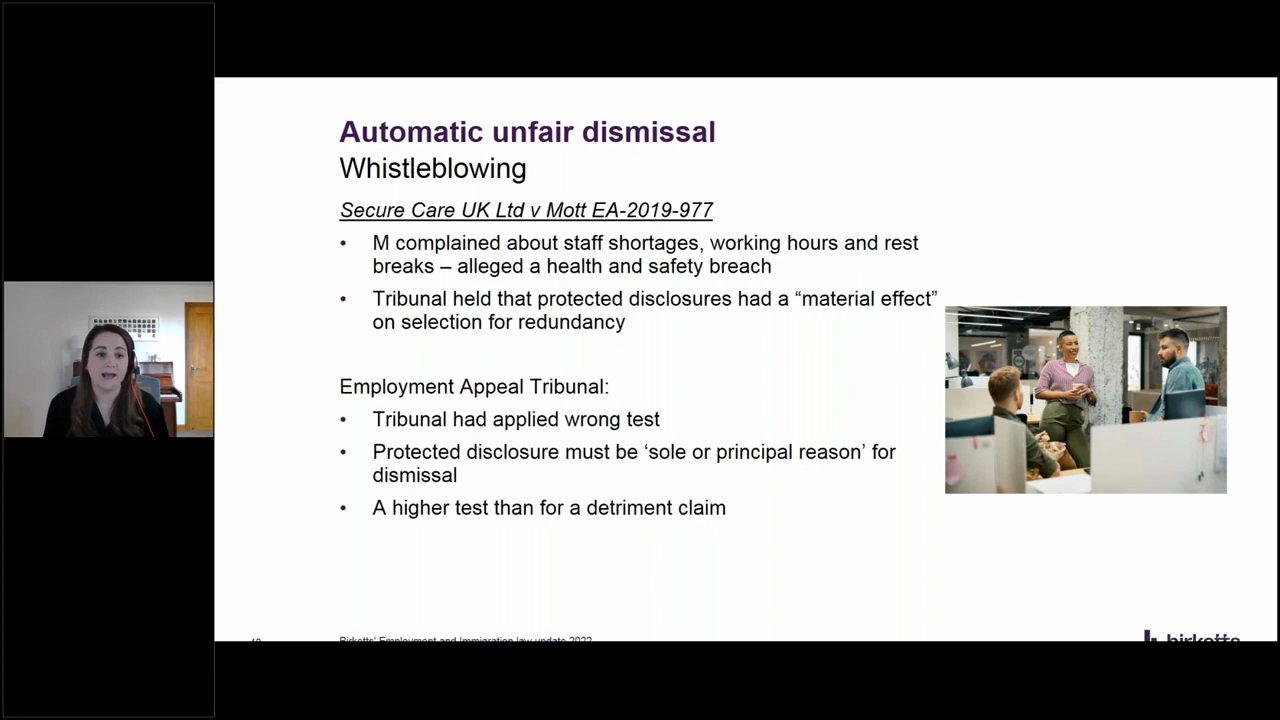 Automatic unfair dismissal
Whistleblowing
Secure Care UK Ltd v Mott EA-2019-977
• M complained about staff shortages, working hours and rest
breaks – alleged a health and safety breach
• Tribunal held that protected disclosures had a “material effect”
on selection for redundancy
Employment Appeal Tribunal:
• Tribunal had applied wrong test
• Protected disclosure must be ‘sole or principal reason’ for
dismissal
• A higher test than for a detriment claim
Birketts' Employment and Immigration law update 2022
birketts